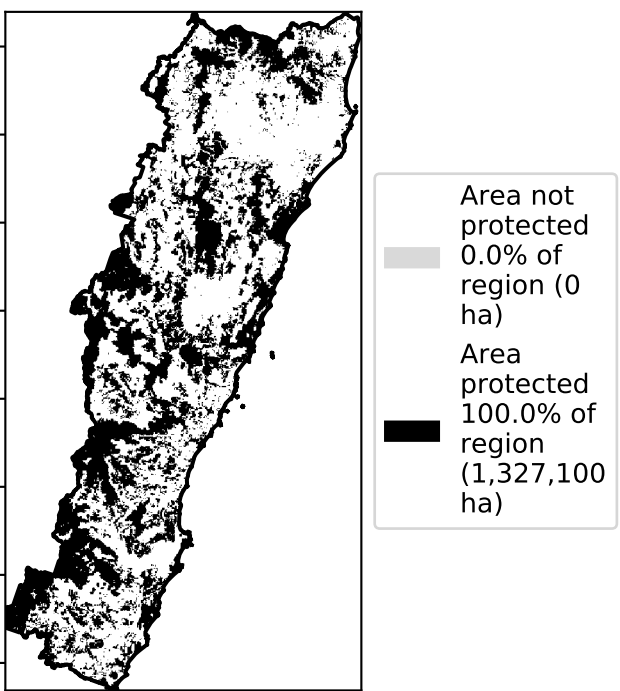 Area not
protected
0.0% of
region (0
ha)
Area
protected
100.0% of
region
(1,327,100
ha)